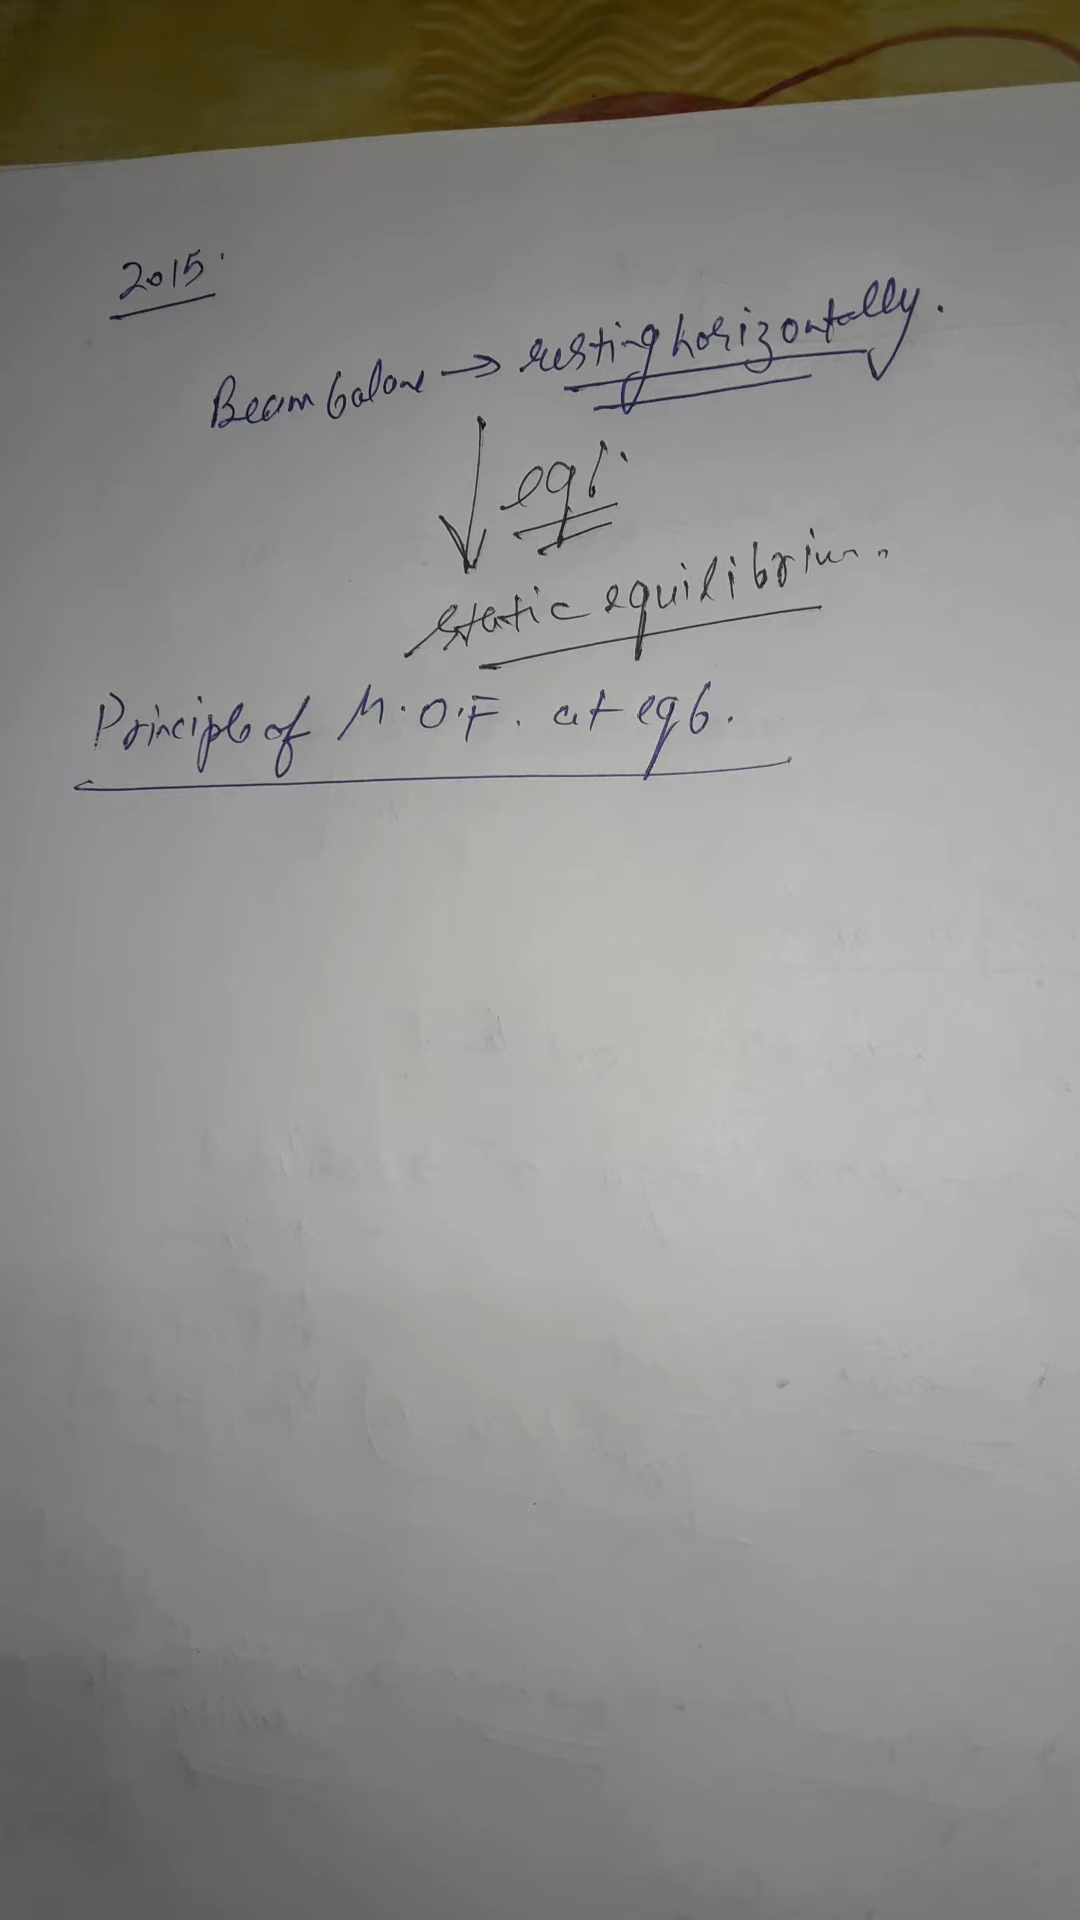 2015.
Beam balance → resting horizontally.
eqb.
static equilibrium.
Principle of M.O.F. at eqb.